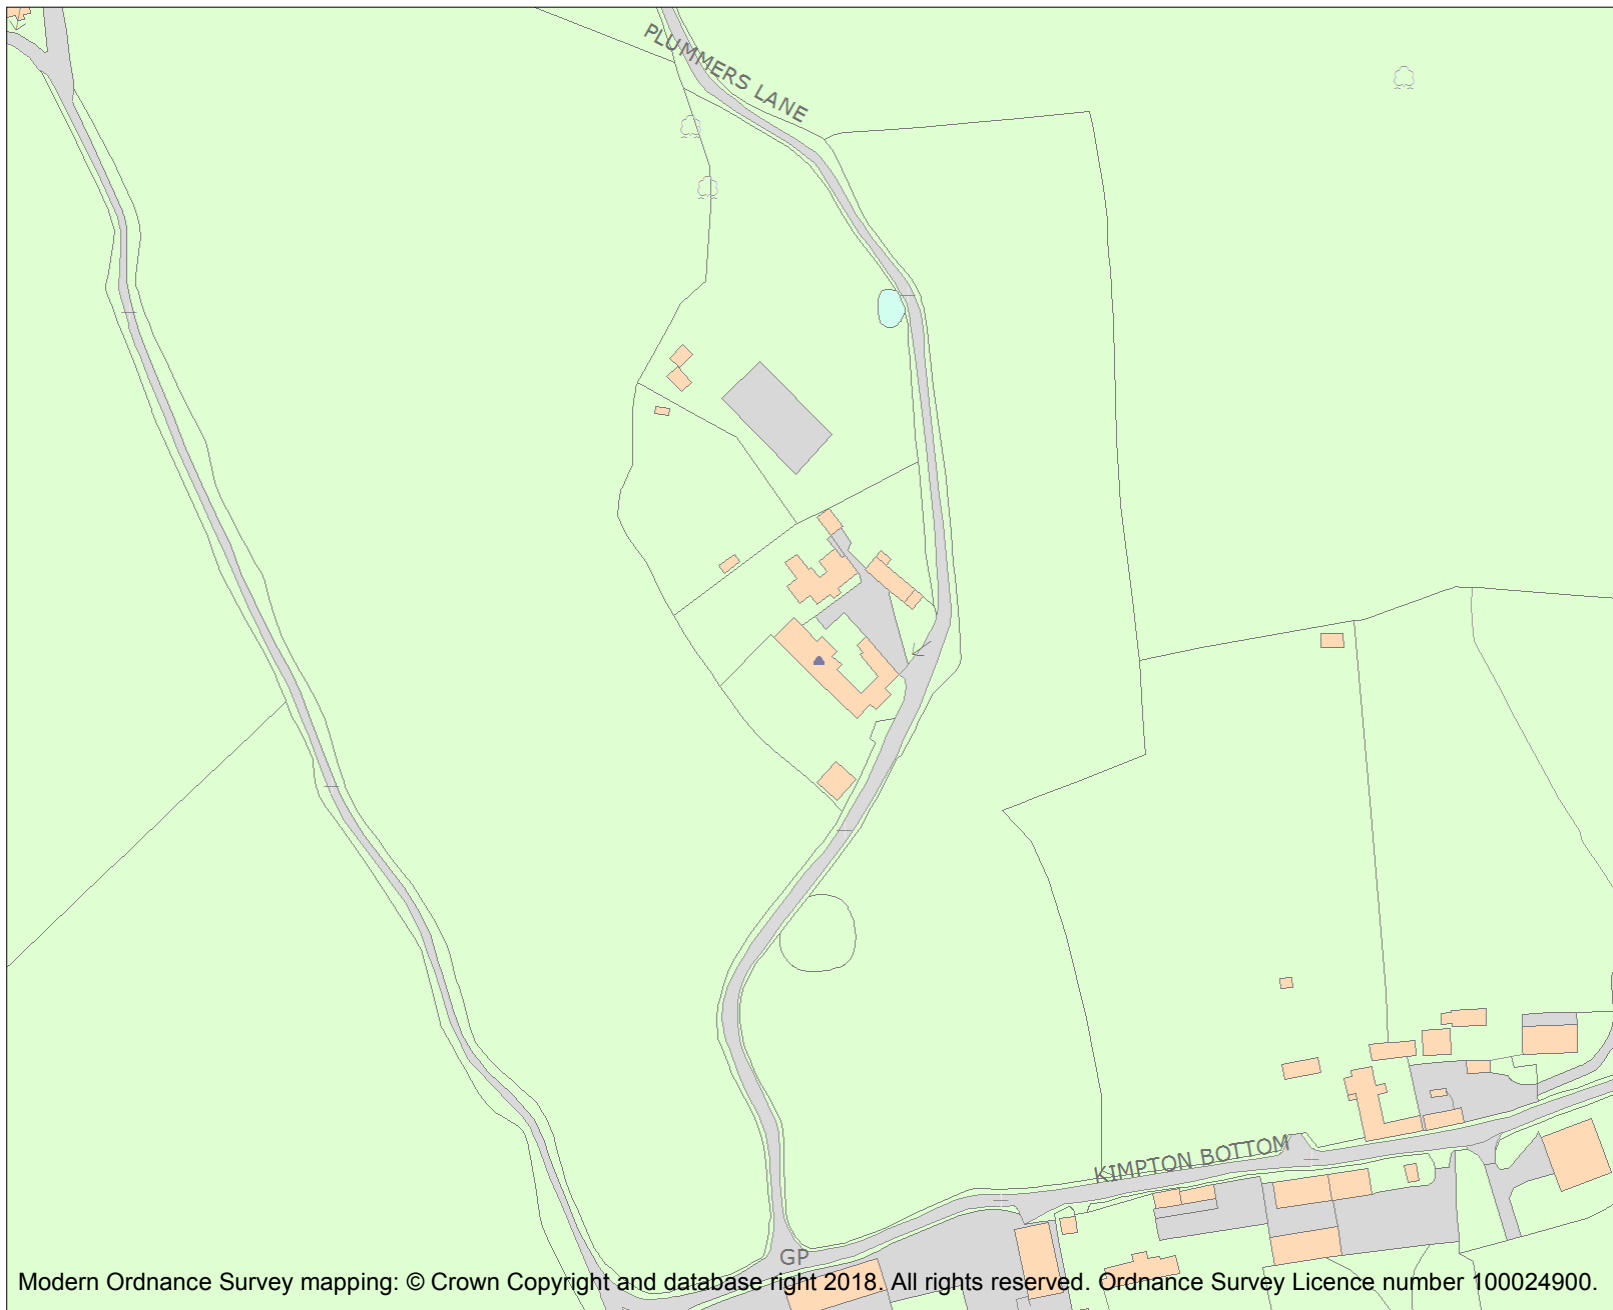 PLUMMERS LANE
KIMPTON BOTTOM
GP
Modern Ordnance Survey mapping: © Crown Copyright and database right 2018. All rights reserved. Ordnance Survey Licence number 100024900.